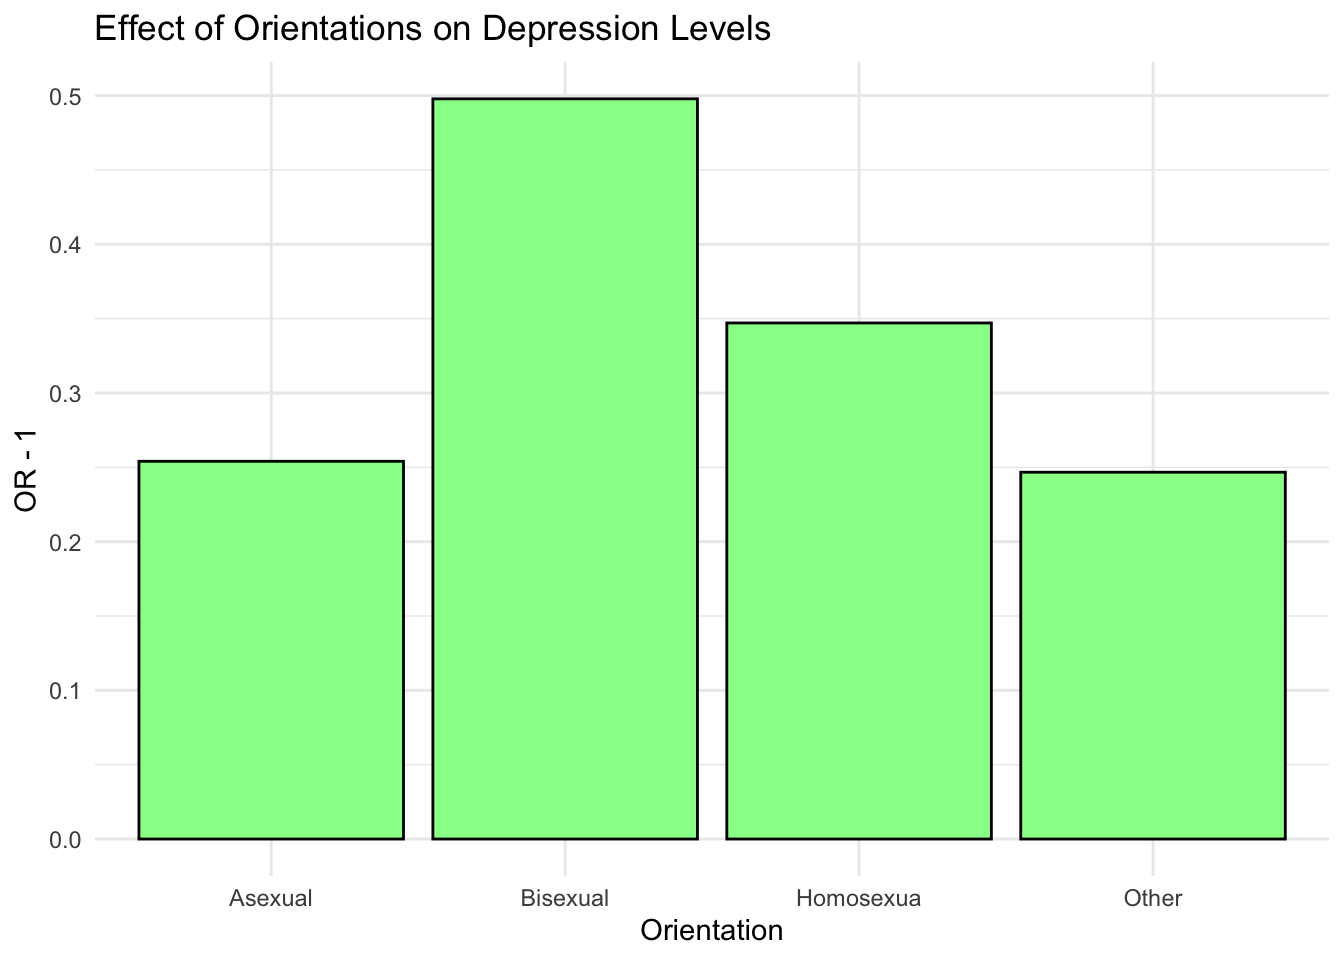 Effect of Orientations on Depression Levels
0.5
0.4
0.3
0.2
0.1
0.0
OR - 1
Asexual Bisexual Homosexua Other
Orientation